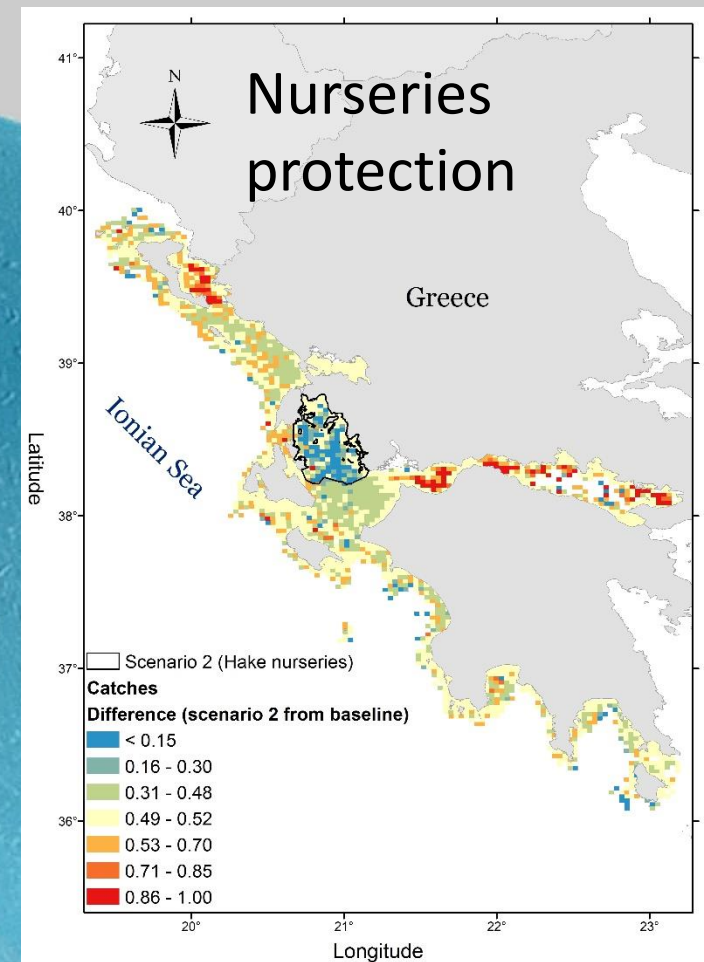 Nurseries
protection
N
41°
40°
39°
38°
37°
36°
Latitude
Greece
Ionian Sea
Scenario 2 (Hake nurseries)
Catches
Difference (scenario 2 from baseline)
< 0.15
0.16 - 0.30
0.31 - 0.48
0.49 - 0.52
0.53 - 0.70
0.71 - 0.85
0.86 - 1.00
20°
21°
22°
23°
Longitude